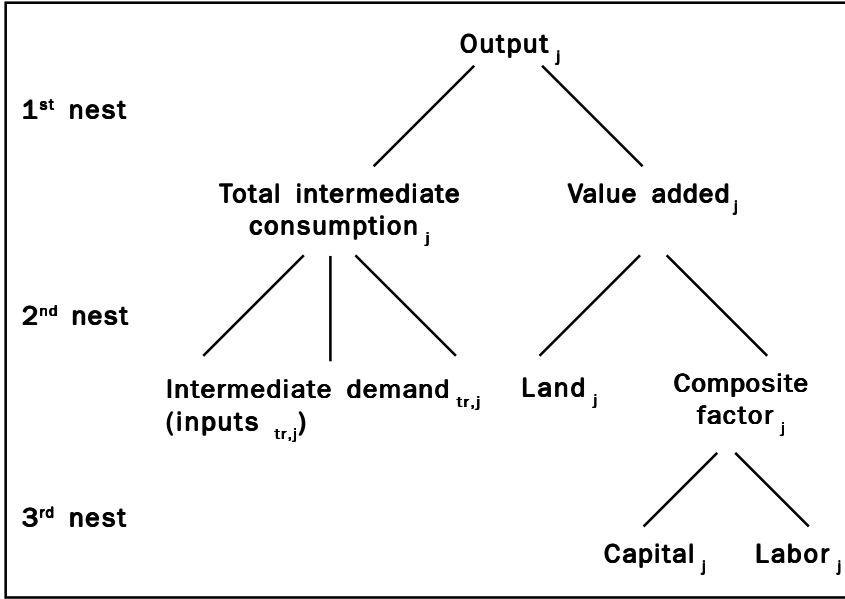 Output j
1st nest
Total intermediate consumption j
Value added j
2nd nest
Intermediate demand tr,j
(inputs tr,j)
Land j
Composite factor j
3rd nest
Capital j
Labor j